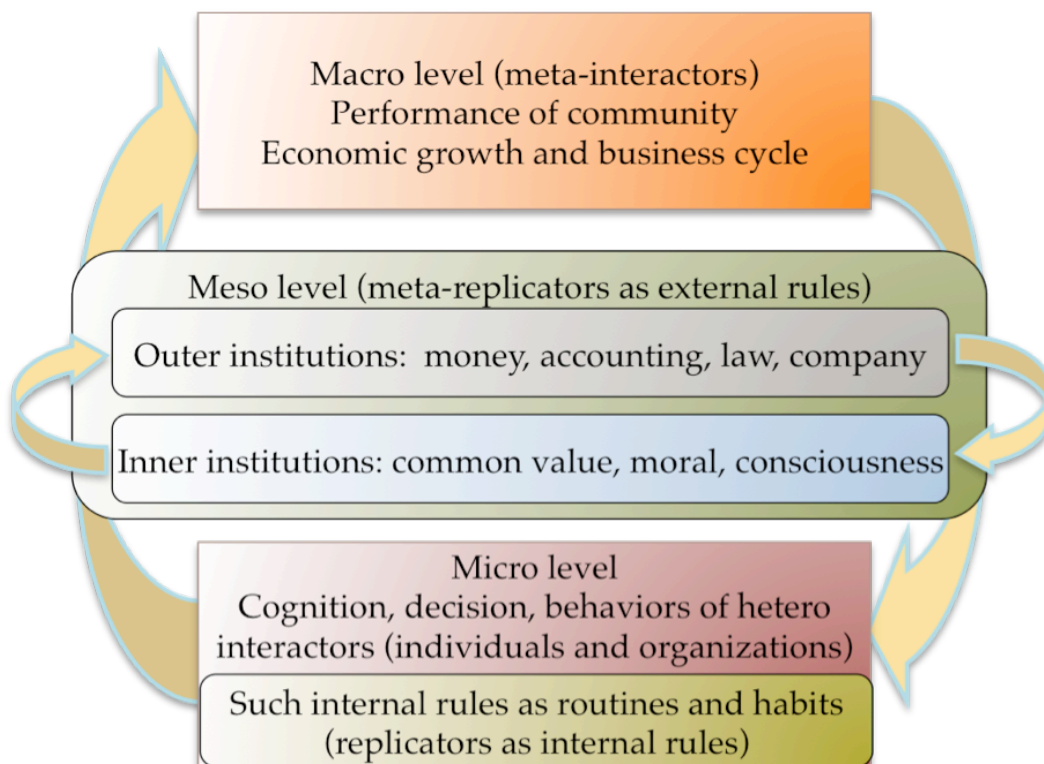 Macro level (meta-interactors)
Performance of community
Economic growth and business cycle
Meso level (meta-replicators as external rules)
Outer institutions: money, accounting, law, company
Inner institutions: common value, moral, consciousness
Micro level
Cognition, decision, behaviors of hetero
interactors (individuals and organizations)
Such internal rules as routines and habits
(replicators as internal rules)